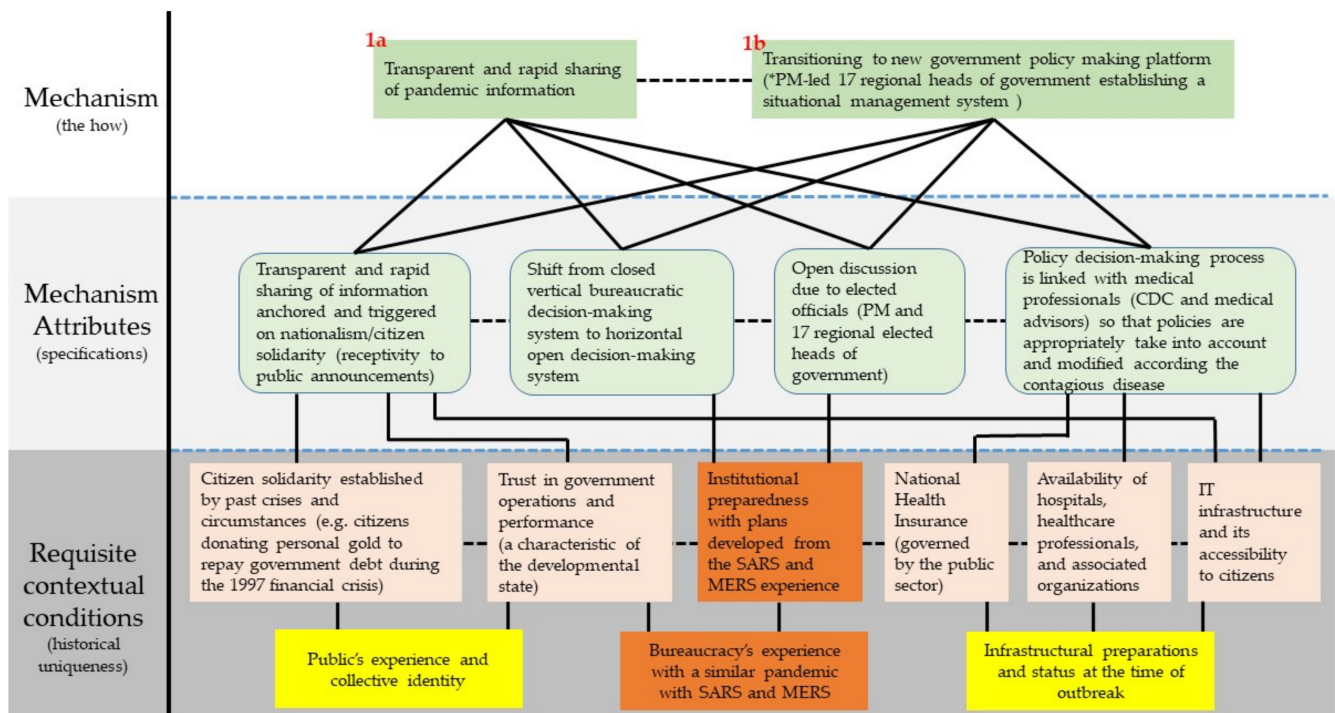 Mechanism
(the how)
1a
Transparent and rapid sharing
of pandemic information
1b
Transitioning to new government policy making platform
(*PM-led 17 regional heads of government establishing a
situational management system )
Mechanism
Attributes
(specifications)
Transparent and rapid
sharing of information
anchored and triggered
on nationalism/citizen
solidarity (receptivity to
public announcements)
Shift from closed
vertical bureaucratic
decision-making
system to horizontal
open decision-making
system
Open discussion
due to elected
officials (PM and
17 regional elected
heads of
government)
Policy decision-making process
is linked with medical
professionals (CDC and medical
advisors) so that policies are
appropriately take into account
and modified according the
contagious disease
Requisite
contextual
conditions
(historical
uniqueness)
Citizen solidarity established
by past crises and
circumstances (e.g. citizens
donating personal gold to
repay government debt during
the 1997 financial crisis)
Trust in government
operations and
performance
(a characteristic of
the developmental
state)
Institutional
preparedness
with plans
developed from
the SARS and
MERS experience
National
Health
Insurance
(governed
by the public
sector)
Availability of
hospitals,
healthcare
professionals,
and associated
organizations
IT
infrastructure
and its
accessibility
to citizens
Public's experience and
collective identity
Bureaucracy's experience
with a similar pandemic
with SARS and MERS
Infrastructural preparations
and status at the time of
outbreak